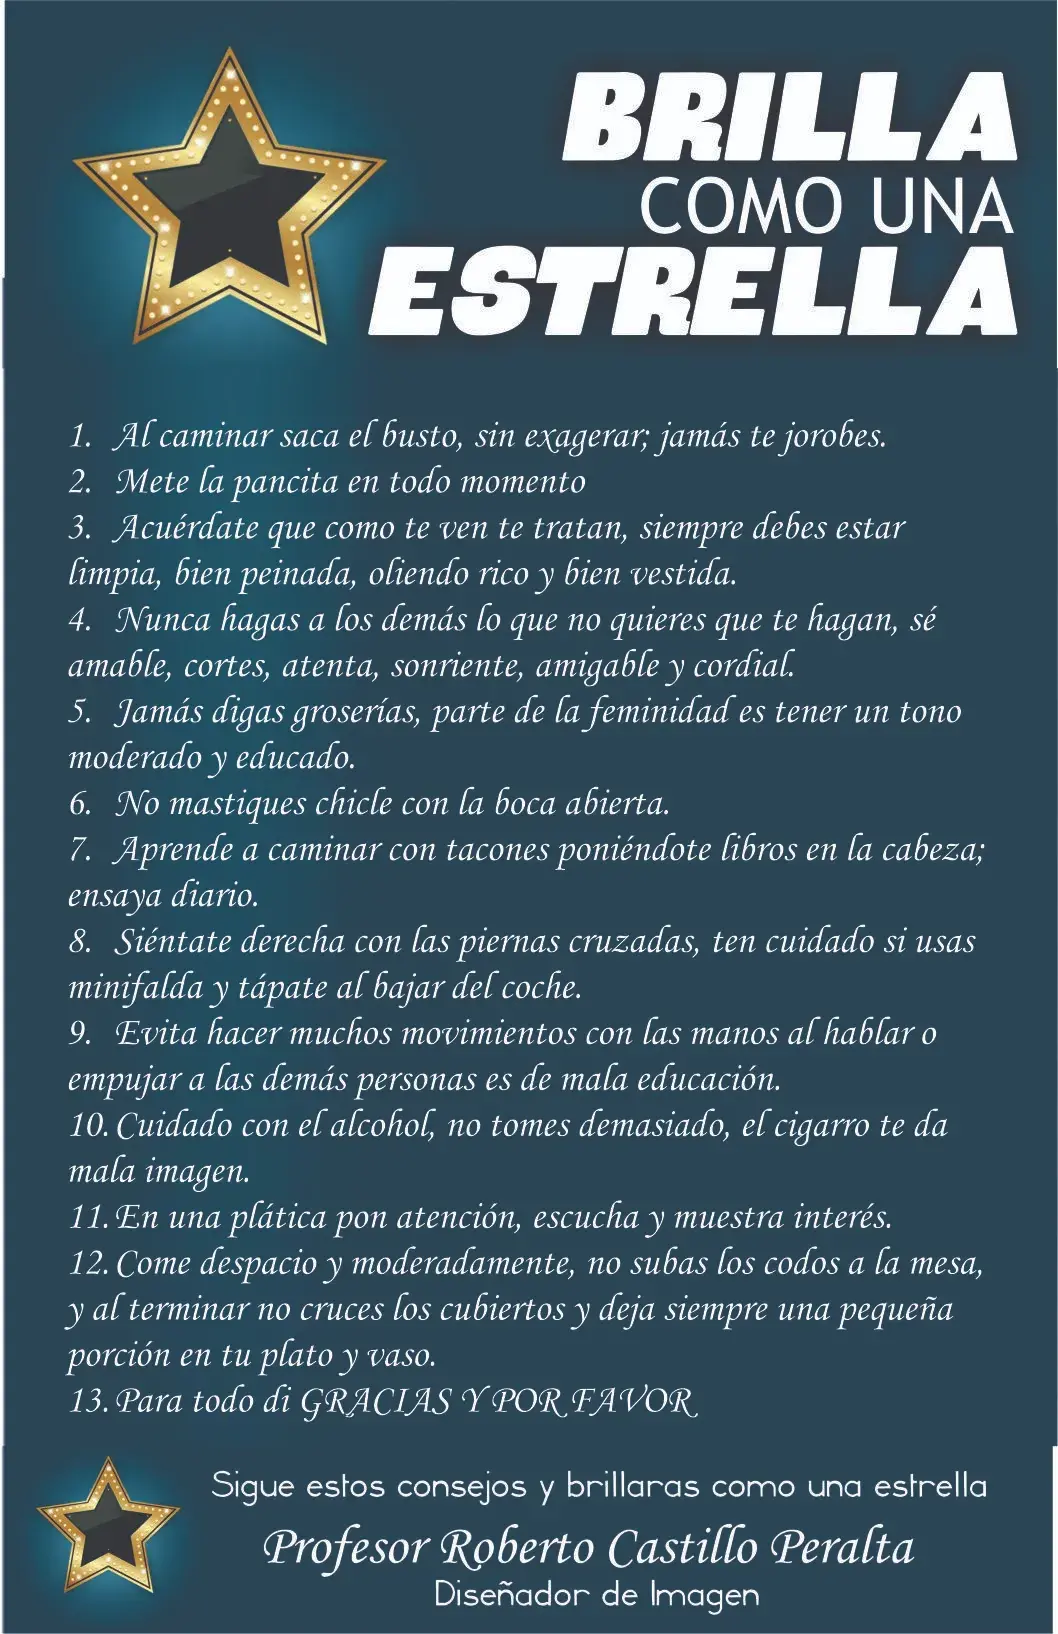 BRILLA
COMO UNA
ESTRELLA
1. Al caminar saca el busto, sin exagerar; jamás te jorobes.
2. Mete la pancita en todo momento
3. Acuérdate que como te ven te tratan, siempre debes estar
limpia, bien peinada, oliendo rico y bien vestida.
4. Nunca hagas a los demás lo que no quieres que te hagan, sé
amable, cortes, atenta, sonriente, amigable y cordial.
5. Jamás digas groserías, parte de la feminidad es tener un tono
moderado y educado.
6. No mastiques chicle con la boca abierta.
7. Aprende a caminar con tacones poniéndote libros en la cabeza;
ensaya diario.
8. Siéntate derecha con las piernas cruzadas, ten cuidado si usas
minifalda y tápate al bajar del coche.
9. Evita hacer muchos movimientos con las manos al hablar o
empujar a las demás personas es de mala educación.
10. Cuidado con el alcohol, no tomes demasiado, el cigarro te da
mala imagen.
11. En una plática pon atención, escucha y muestra interés.
12. Come despacio y moderadamente, no subas los codos a la mesa,
y al terminar no cruces los cubiertos y deja siempre una pequeña
porción en tu plato y vaso.
13. Para todo di GRACIAS Y POR FAVOR
Sigue estos consejos y brillaras como una estrella
Profesor Roberto Castillo Peralta
Diseñador de Imagen